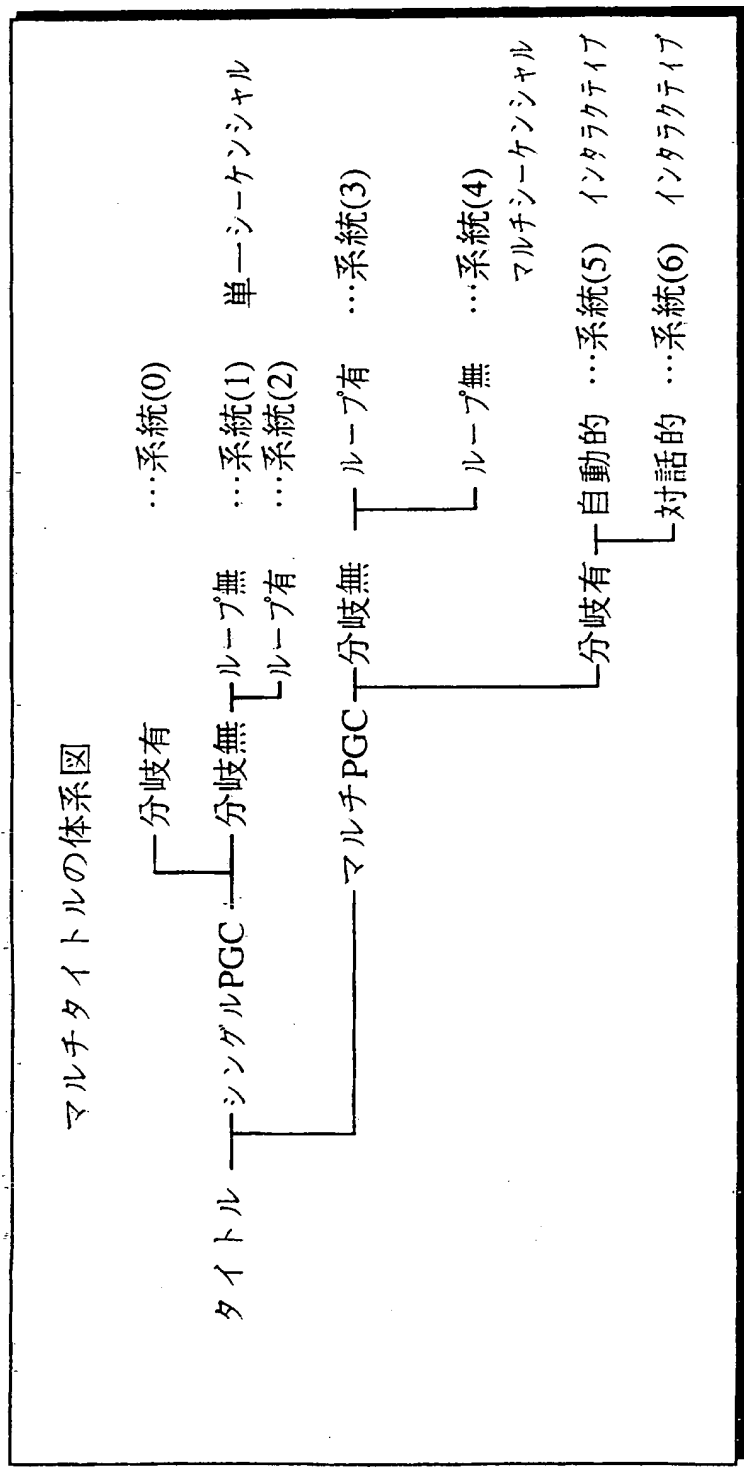 マルチタイトルの体系図
分岐有 …系統(0)
タイトル シングルPGC 分岐無 ループ無 …系統(1) 単一シーケンシャル
ループ有 …系統(2)
マルチPGC 分岐無 ループ有 …系統(3)
ループ無 …系統(4)
マルチシーケンシャル
分岐有 自動的 …系統(5) インタラクティブ
対話的 …系統(6) インタラクティブ